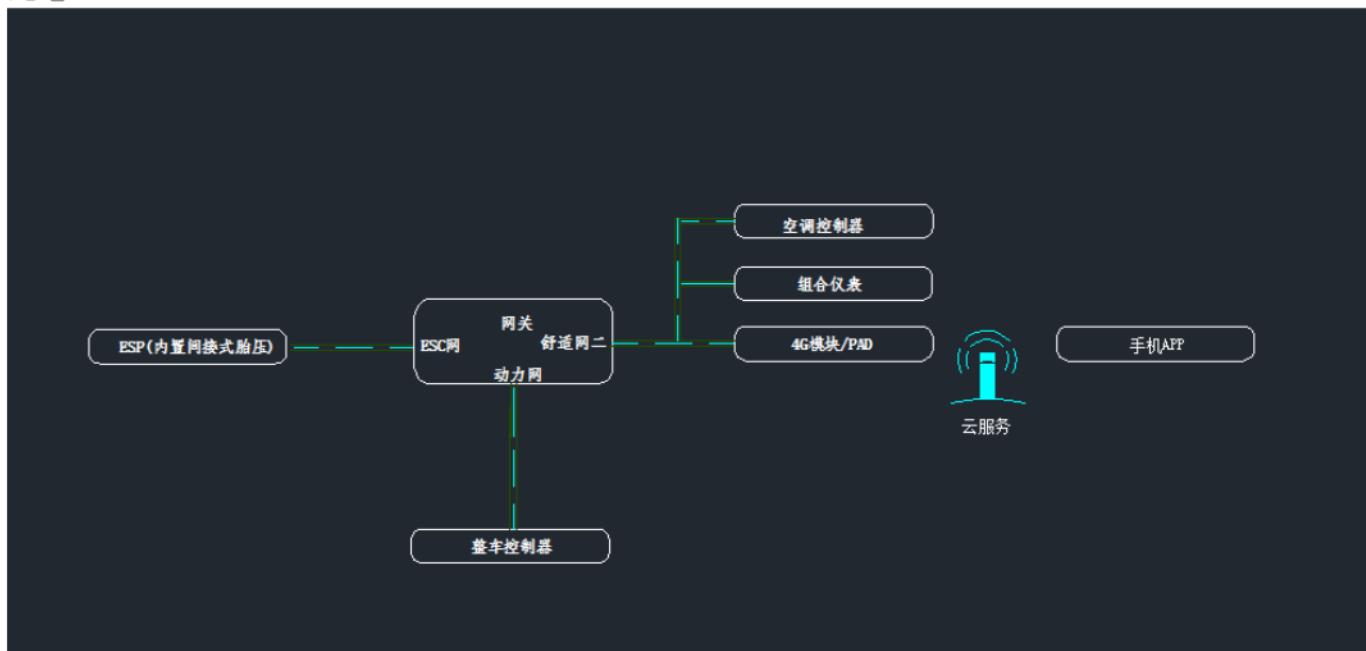 空调控制器
组合仪表
网关
ESP(内置间接式胎压)
ESC网
舒适网二
4G模块/PAD
手机APP
动力网
云服务
整车控制器